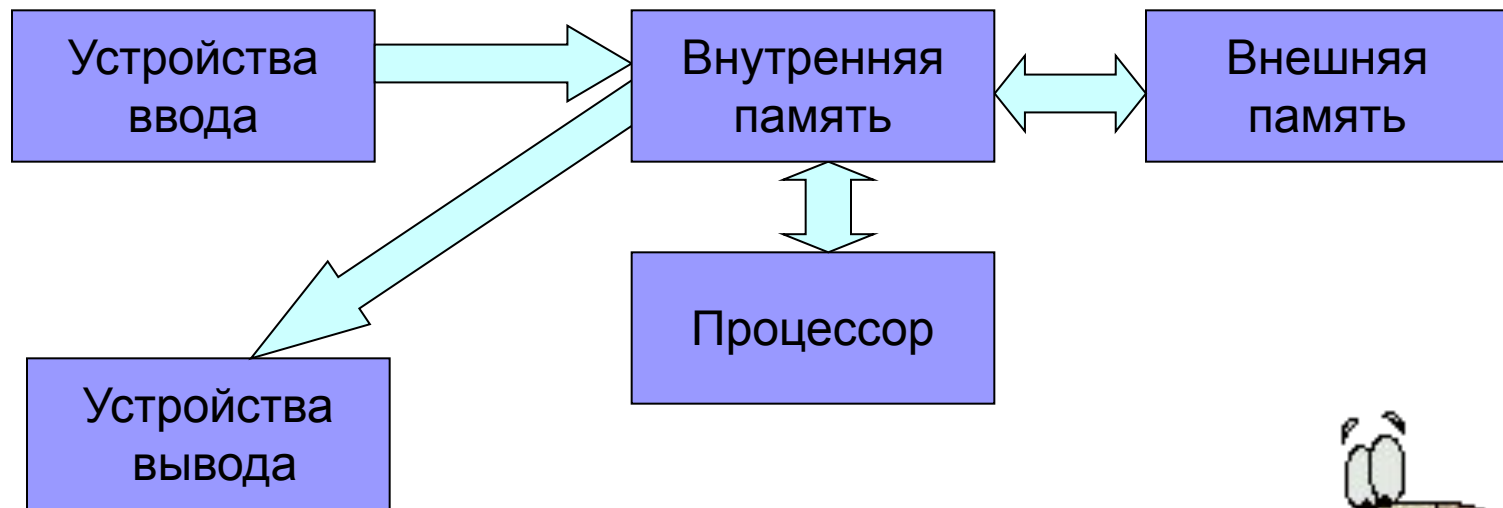 Устройства
ввода
Внутренняя
память
Внешняя
память
Процессор
Устройства
вывода